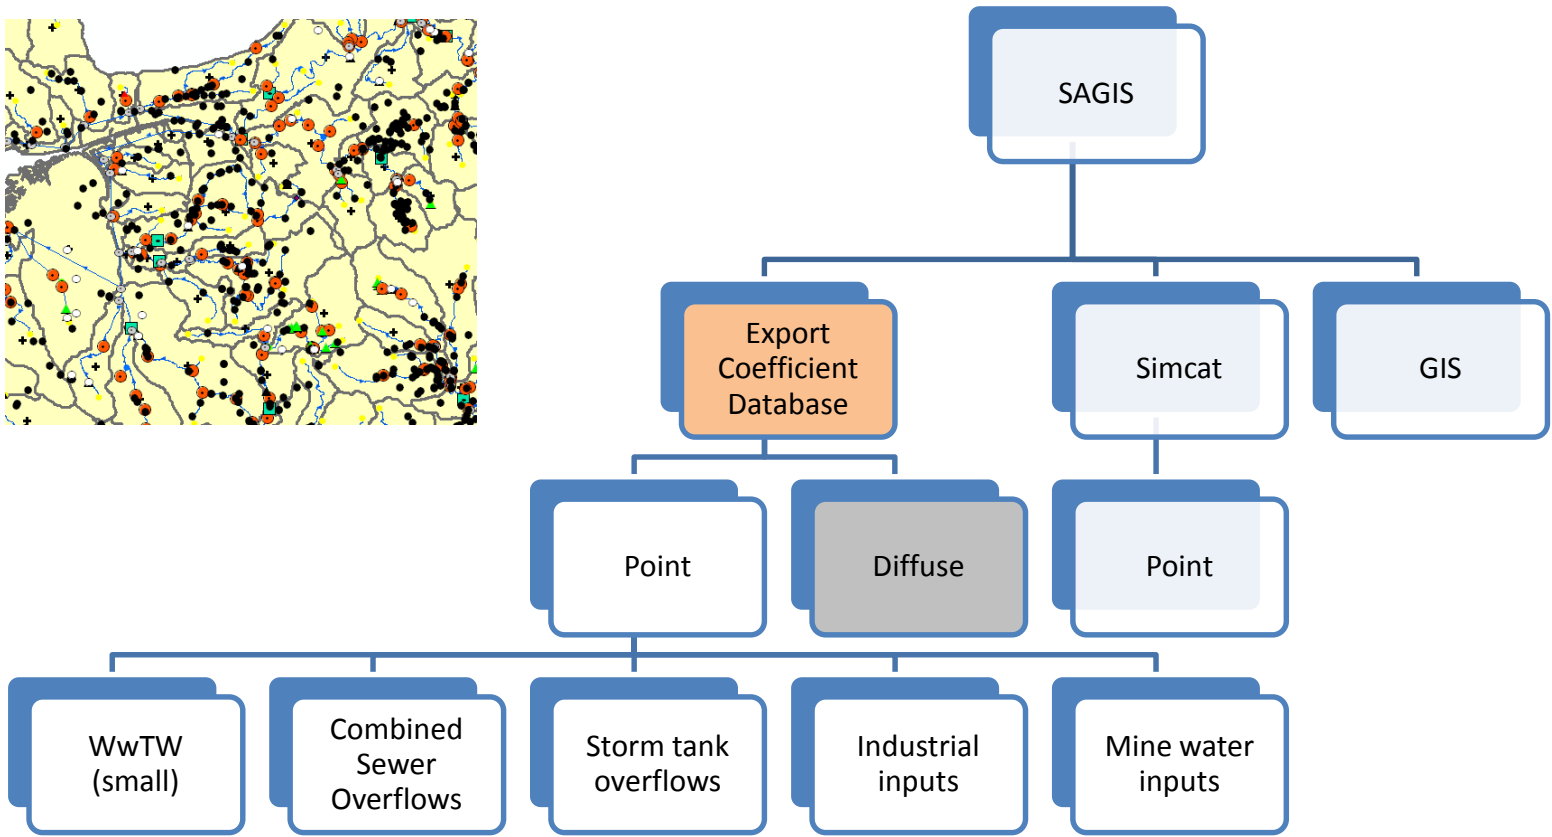 SAGIS
Export
Coefficient
Database
Simcat
GIS
Point
Diffuse
Point
WwTW
(small)
Combined
Sewer
Overflows
Storm tank
overflows
Industrial
inputs
Mine water
inputs